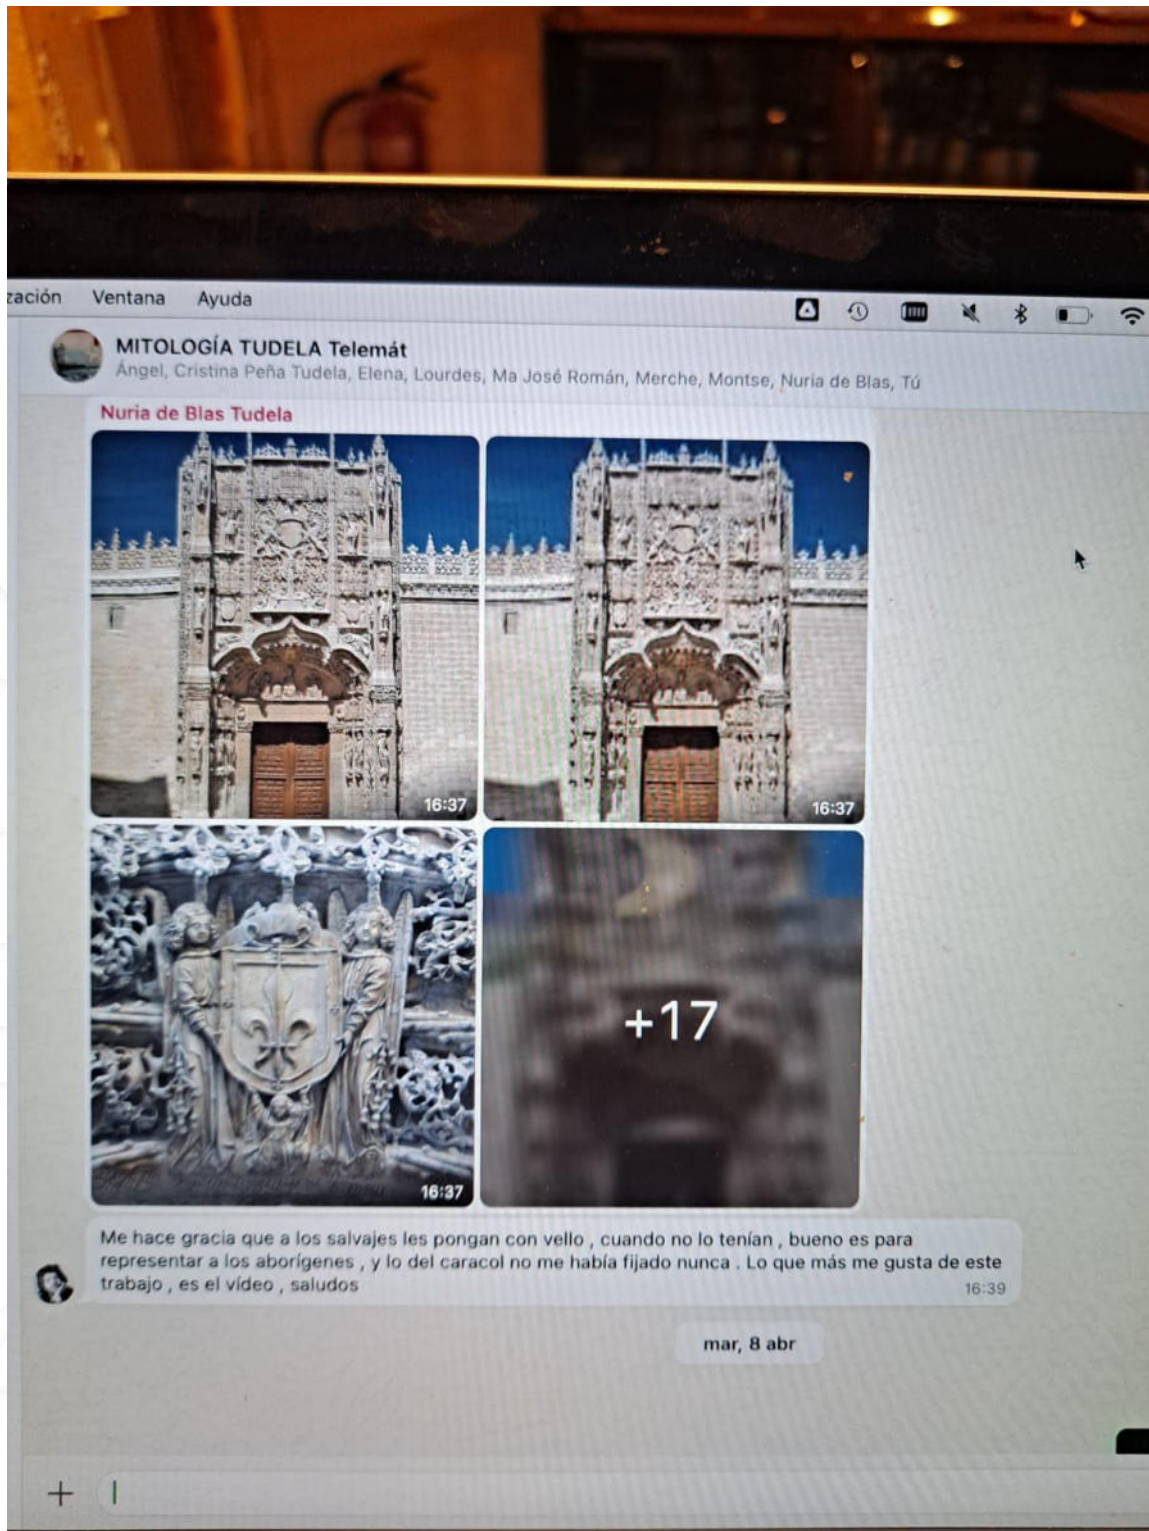 zación Ventana Ayuda
MITOLOGÍA TUDELA Telemát
Ángel, Cristina Peña Tudela, Elena, Lourdes, Ma José Román, Merche, Montse, Nuria de Blas, Tú
Nuria de Blas Tudela
16:37
16:37
16:37
+17
Me hace gracia que a los salvajes les pongan con vello , cuando no lo tenían , bueno es para
representar a los aborígenes , y lo del caracol no me había fijado nunca . Lo que más me gusta de este
trabajo , es el vídeo , saludos
16:39
mar, 8 abr